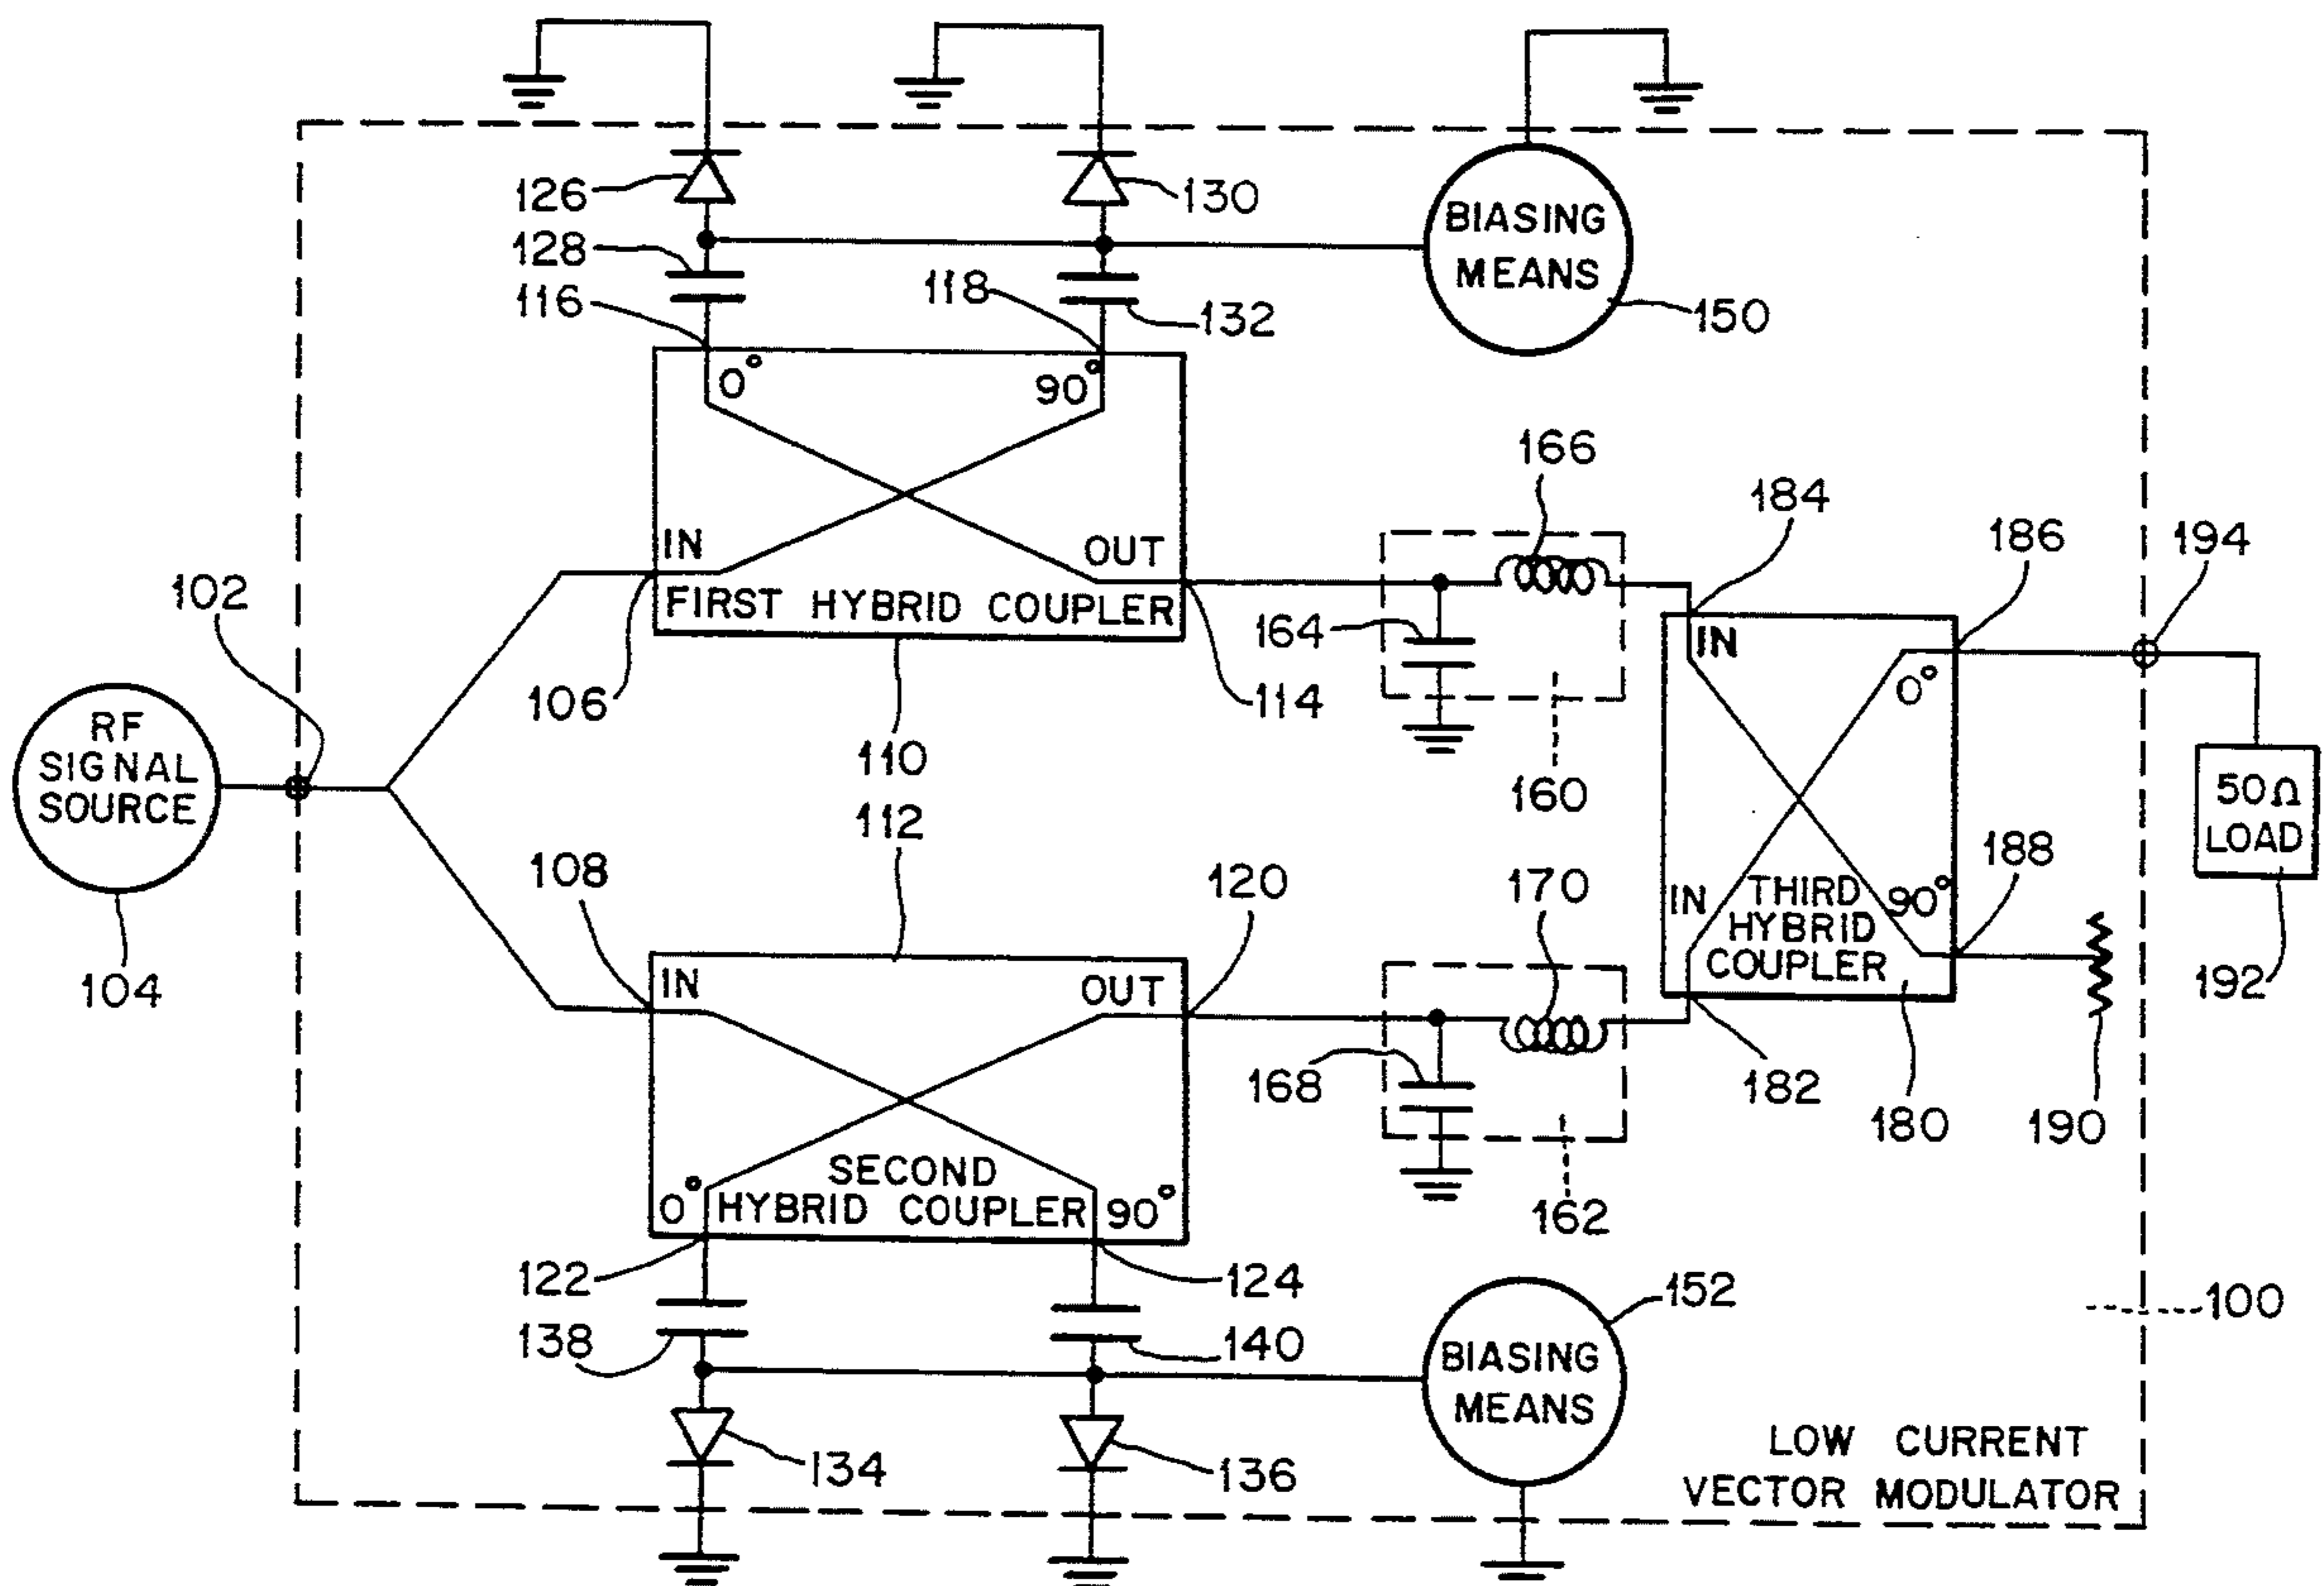 126
130
BIASING
MEANS
128
116
118
132
150
0°
90°
166
184
186
194
IN
OUT
FIRST HYBRID COUPLER
102
164
IN
0°
RF
SIGNAL
SOURCE
106
110
114
160
50Ω
LOAD
112
108
120
170
188
IN
THIRD
HYBRID
COUPLER
90°
104
IN
OUT
192
168
182
180
190
SECOND
HYBRID COUPLER
0°
90°
162
122
124
152
100
138
140
BIASING
MEANS
134
136
LOW CURRENT
VECTOR MODULATOR